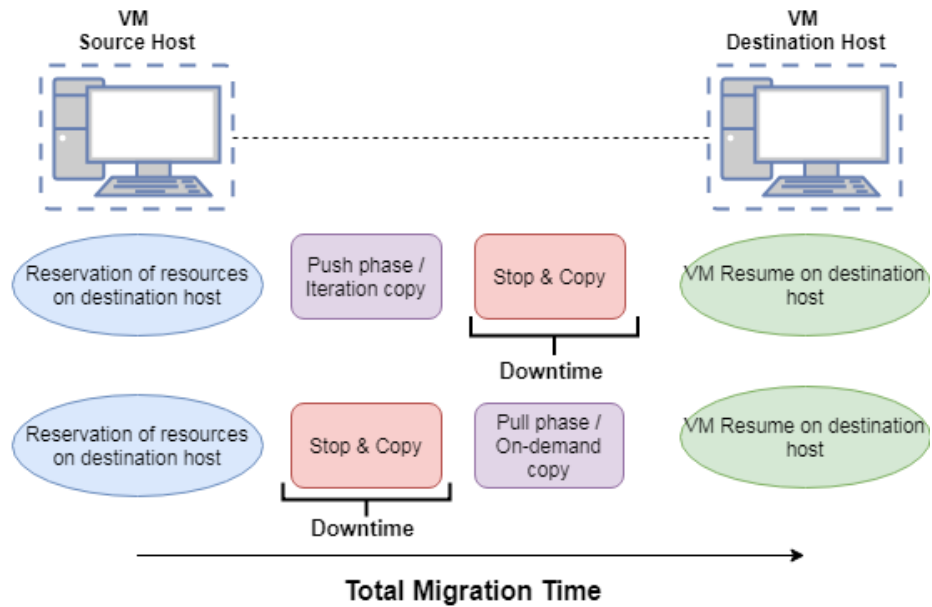 VM
Source Host
VM
Destination Host
Reservation of resources
on destination host
Push phase /
Iteration copy
Stop & Copy
VM Resume on destination
host
Downtime
Reservation of resources
on destination host
Stop & Copy
Pull phase /
On-demand
copy
VM Resume on destination
host
Downtime
Total Migration Time